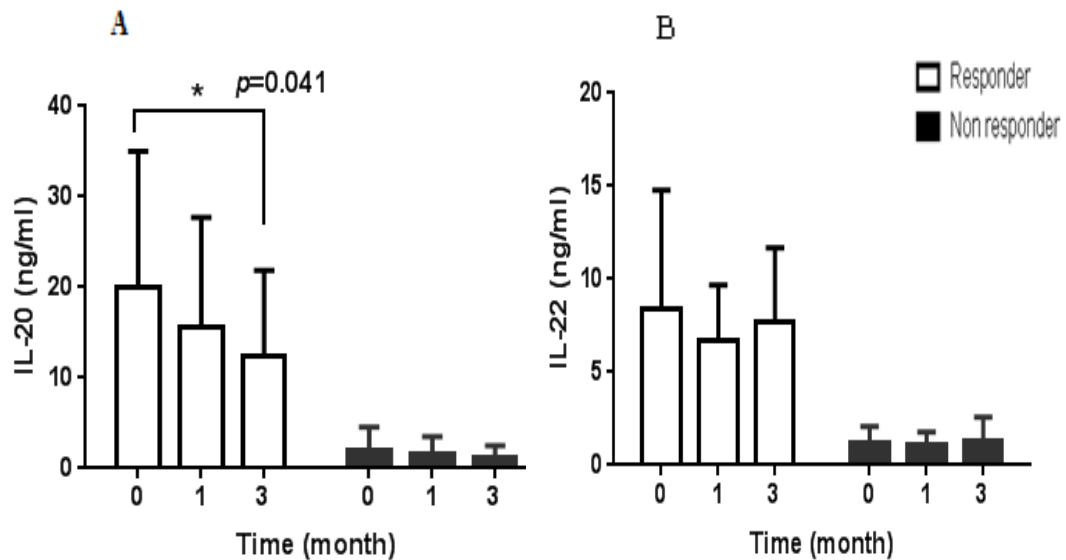 A
* p=0.041
IL-20 (ng/ml)
40
30
20
10
0
0 1 3 0 1 3
Time (month)
B
Responder
Non responder
IL-22 (ng/ml)
20
15
10
5
0
0 1 3 0 1 3
Time (month)